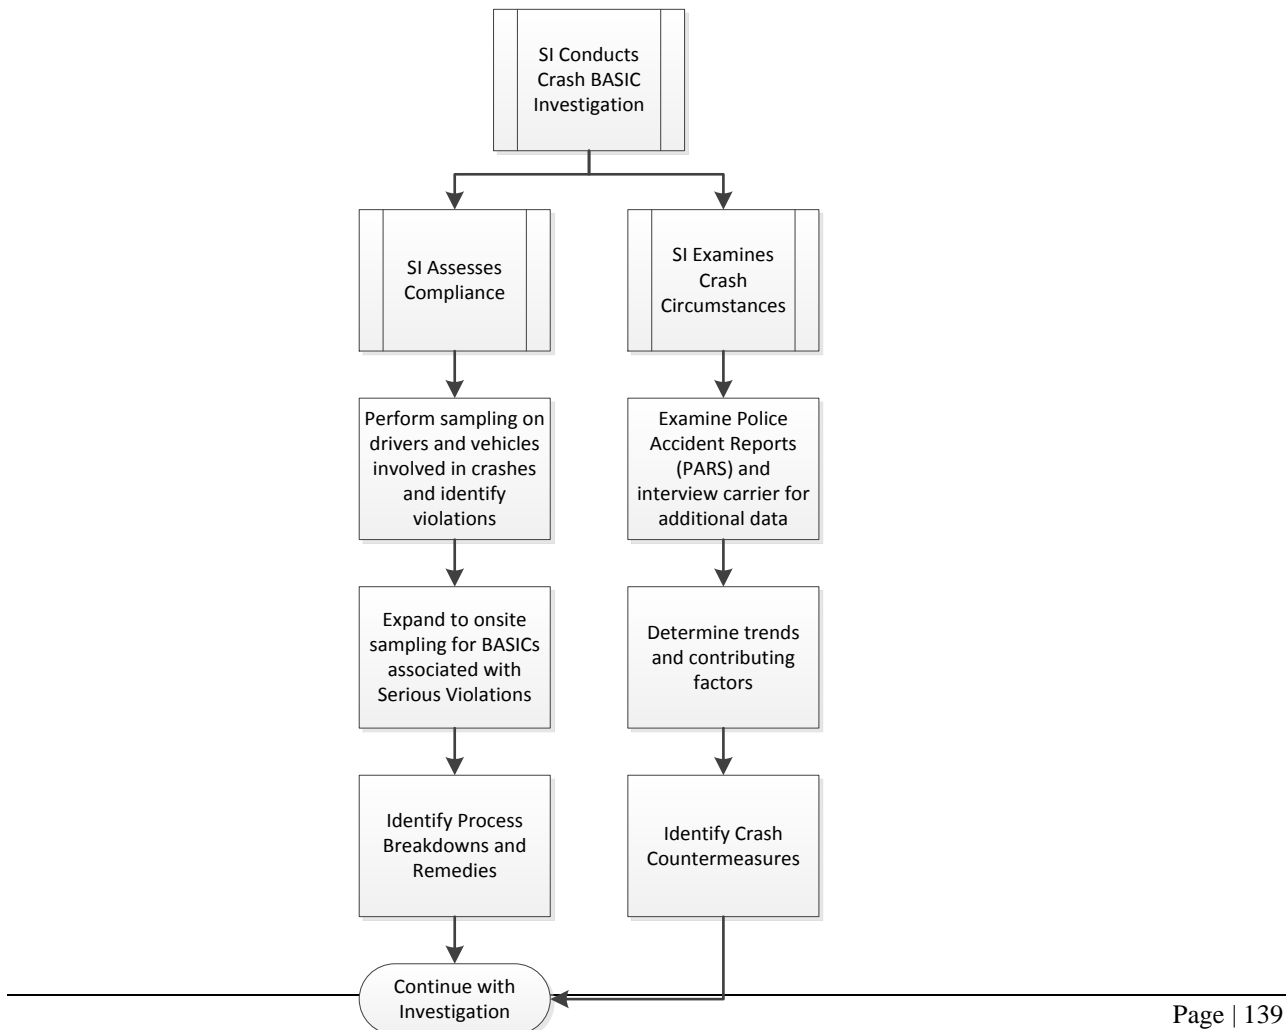 SI Conducts
Crash BASIC
Investigation
SI Assesses
Compliance
SI Examines
Crash
Circumstances
Perform sampling on
drivers and vehicles
involved in crashes
and identify
violations
Examine Police
Accident Reports
(PARS) and
interview carrier for
additional data
Expand to onsite
sampling for BASICs
associated with
Serious Violations
Determine trends
and contributing
factors
Identify Process
Breakdowns and
Remedies
Identify Crash
Countermeasures
Continue with
Investigation
Page | 139